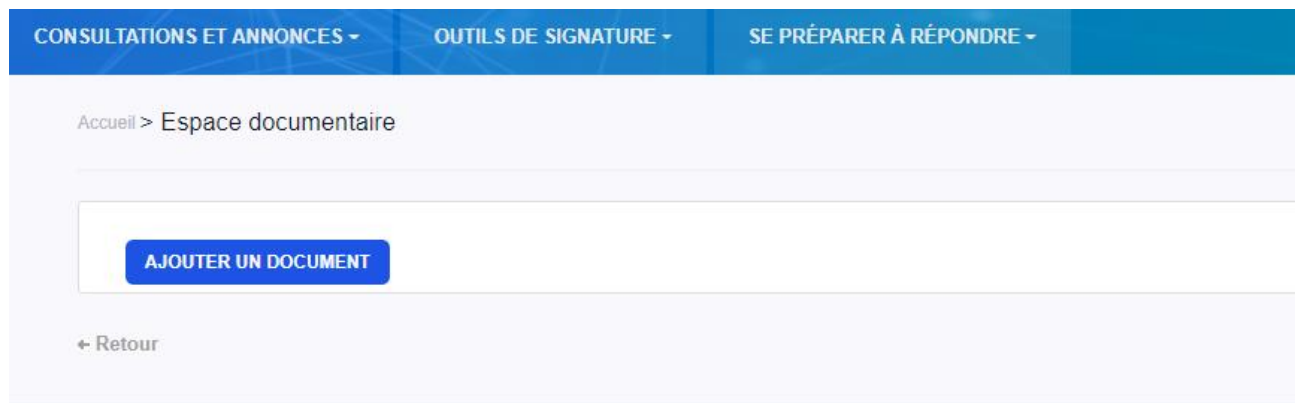 CONSULTATIONS ET ANNONCES OUTILS DE SIGNATURE SE PRÉPARER À RÉPONDRE
Accueil > Espace documentaire
AJOUTER UN DOCUMENT
← Retour